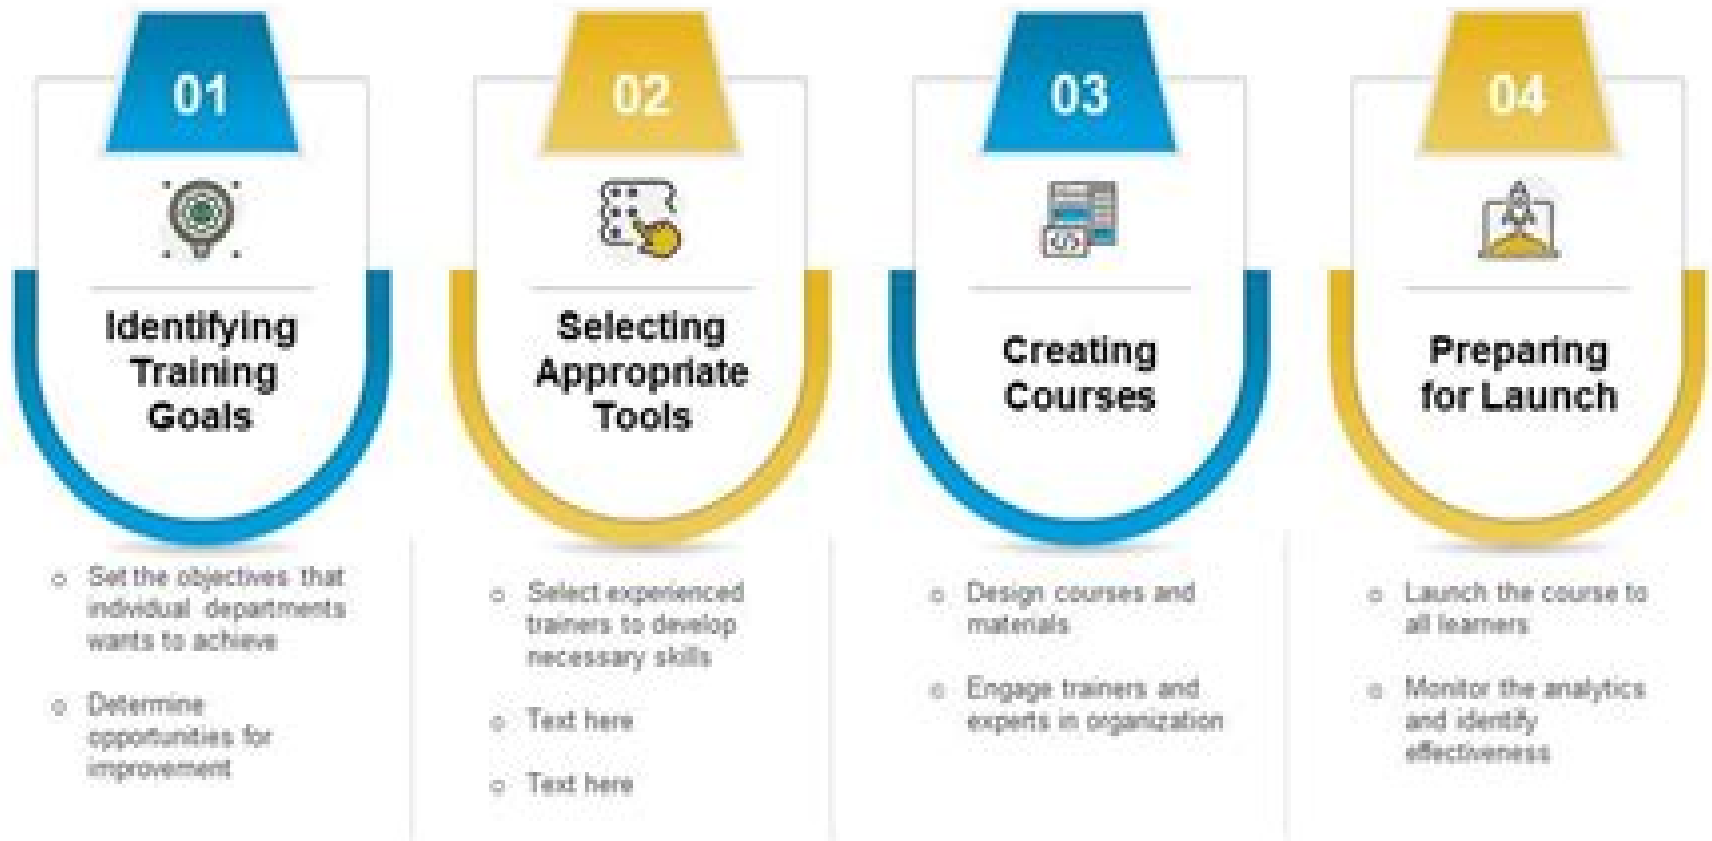 01
Identifying
Training
Goals
Set the objectives that
individual departments
wants to achieve
Determine
opportunities for
improvement
02
Selecting
Appropriate
Tools
Select experienced
trainers to develop
necessary skills
Text here
Text here
03
Creating
Courses
Design courses and
materials
Engage trainers and
experts in organization
04
Preparing
for Launch
Launch the course to
all learners
Monitor the analytics
and identify
effectiveness